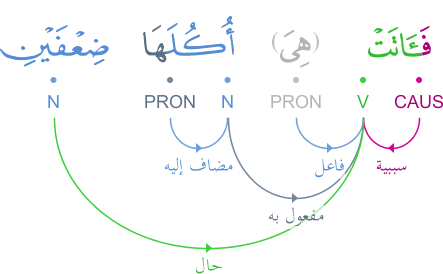 فَـَٔاتَتْ (هِىَ) أُكُلَهَا ضِعْفَيْنِ
CAUS V PRON N PRON N
سببية فاعل مضاف إليه
مفعول به
حال